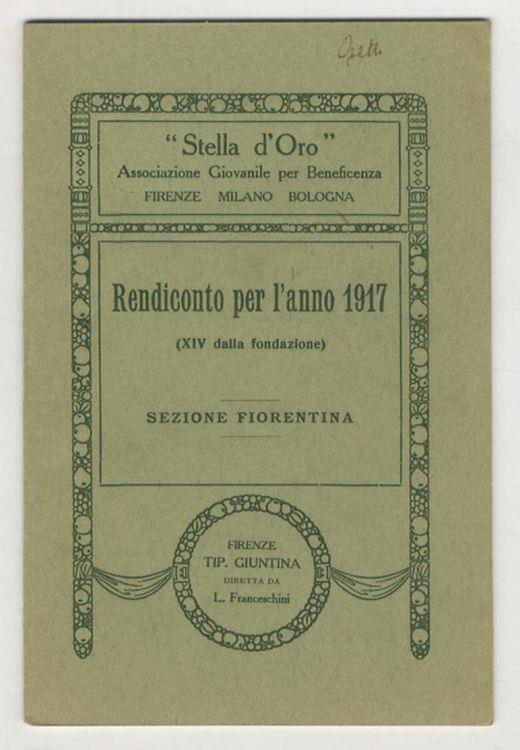 "Stella d'Oro"
Associazione Giovanile per Beneficenza
FIRENZE MILANO BOLOGNA
Rendiconto per l'anno 1917
(XIV dalla fondazione)
SEZIONE FIORENTINA
FIRENZE
TIP. GIUNTINA
DIRETTA DA
L. Franceschini